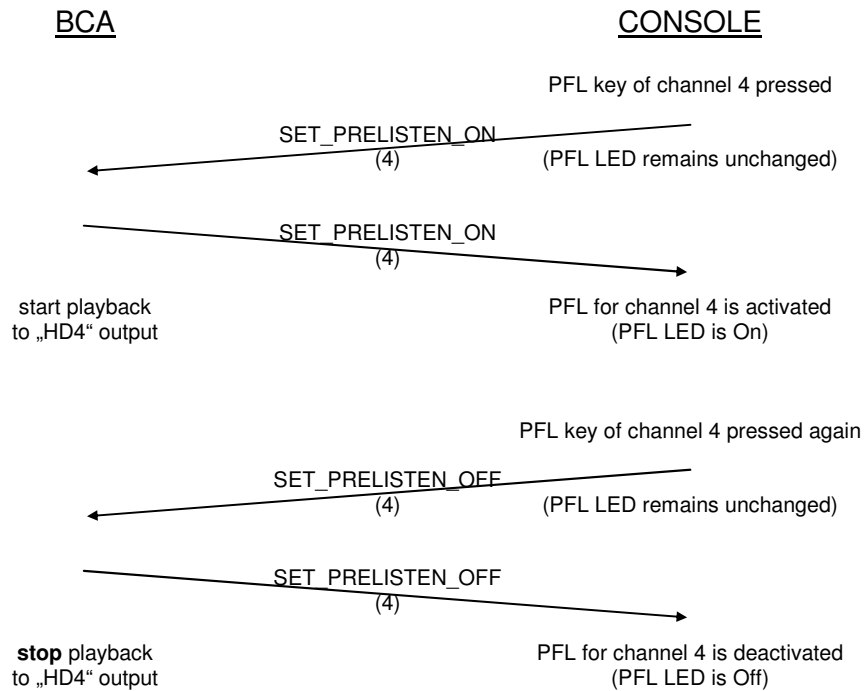 BCA CONSOLE
PFL key of channel 4 pressed
SET_PRELISTEN_ON
(4) (PFL LED remains unchanged)
SET_PRELISTEN_ON
(4)
start playback PFL for channel 4 is activated
to „HD4“ output (PFL LED is On)
PFL key of channel 4 pressed again
SET_PRELISTEN_OFF
(4) (PFL LED remains unchanged)
SET_PRELISTEN_OFF
(4)
stop playback PFL for channel 4 is deactivated
to „HD4“ output (PFL LED is Off)